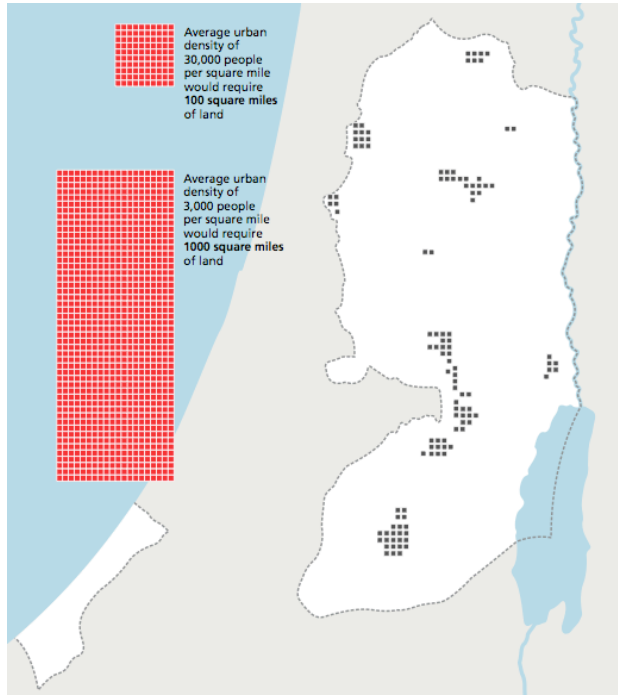 Average urban
density of
30,000 people
per square mile
would require
100 square miles
of land
Average urban
density of
3,000 people
per square mile
would require
1000 square miles
of land